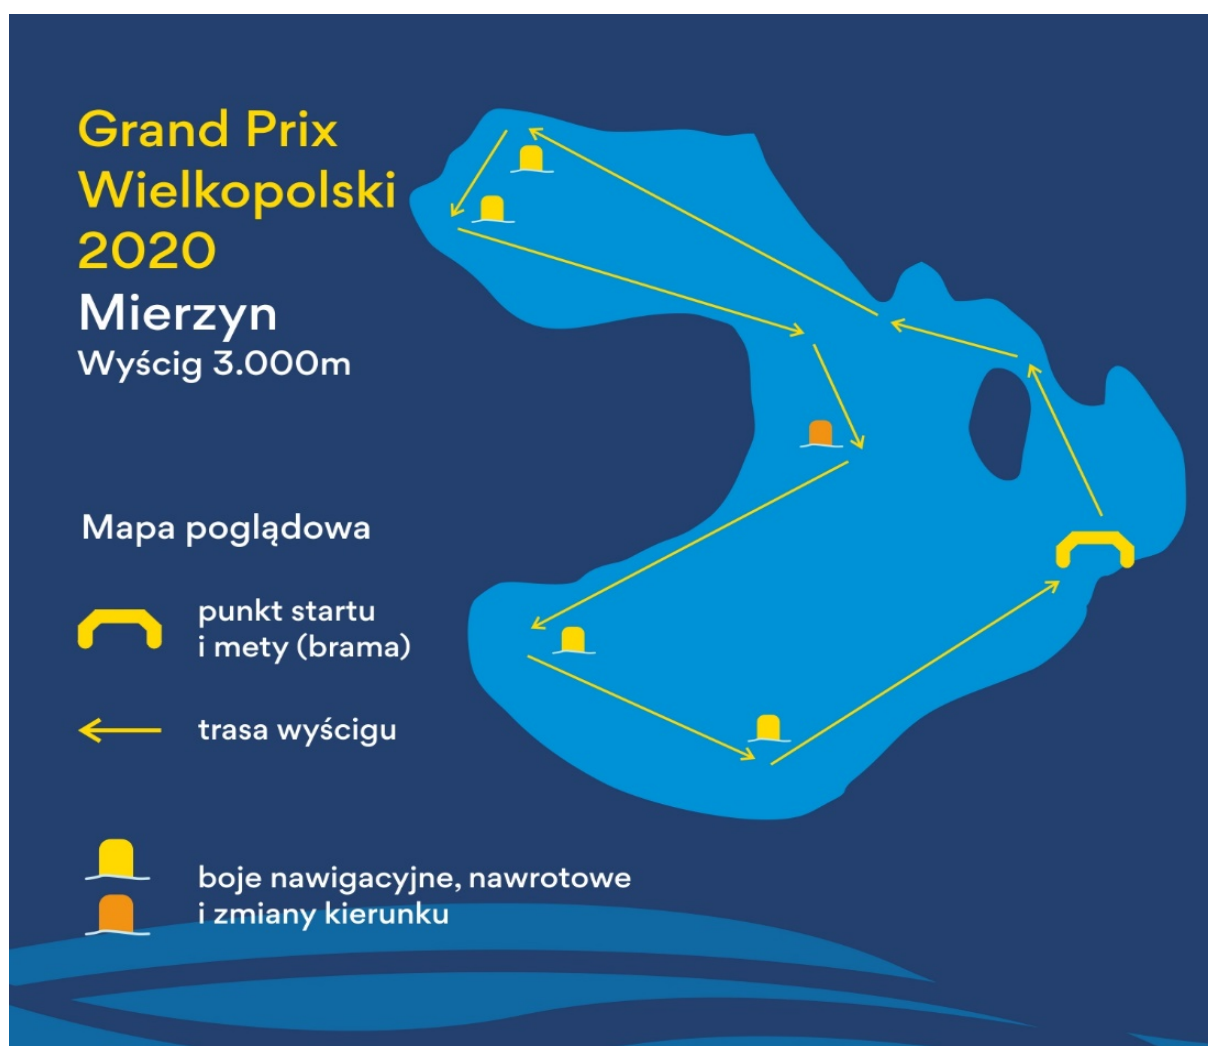 Grand Prix
Wielkopolski
2020
Mierzyn
Wyścig 3.000m
Mapa poglądowa
punkt startu
i mety (brama)
trasa wyścigu
boje nawigacyjne, nawrotowe
i zmiany kierunku